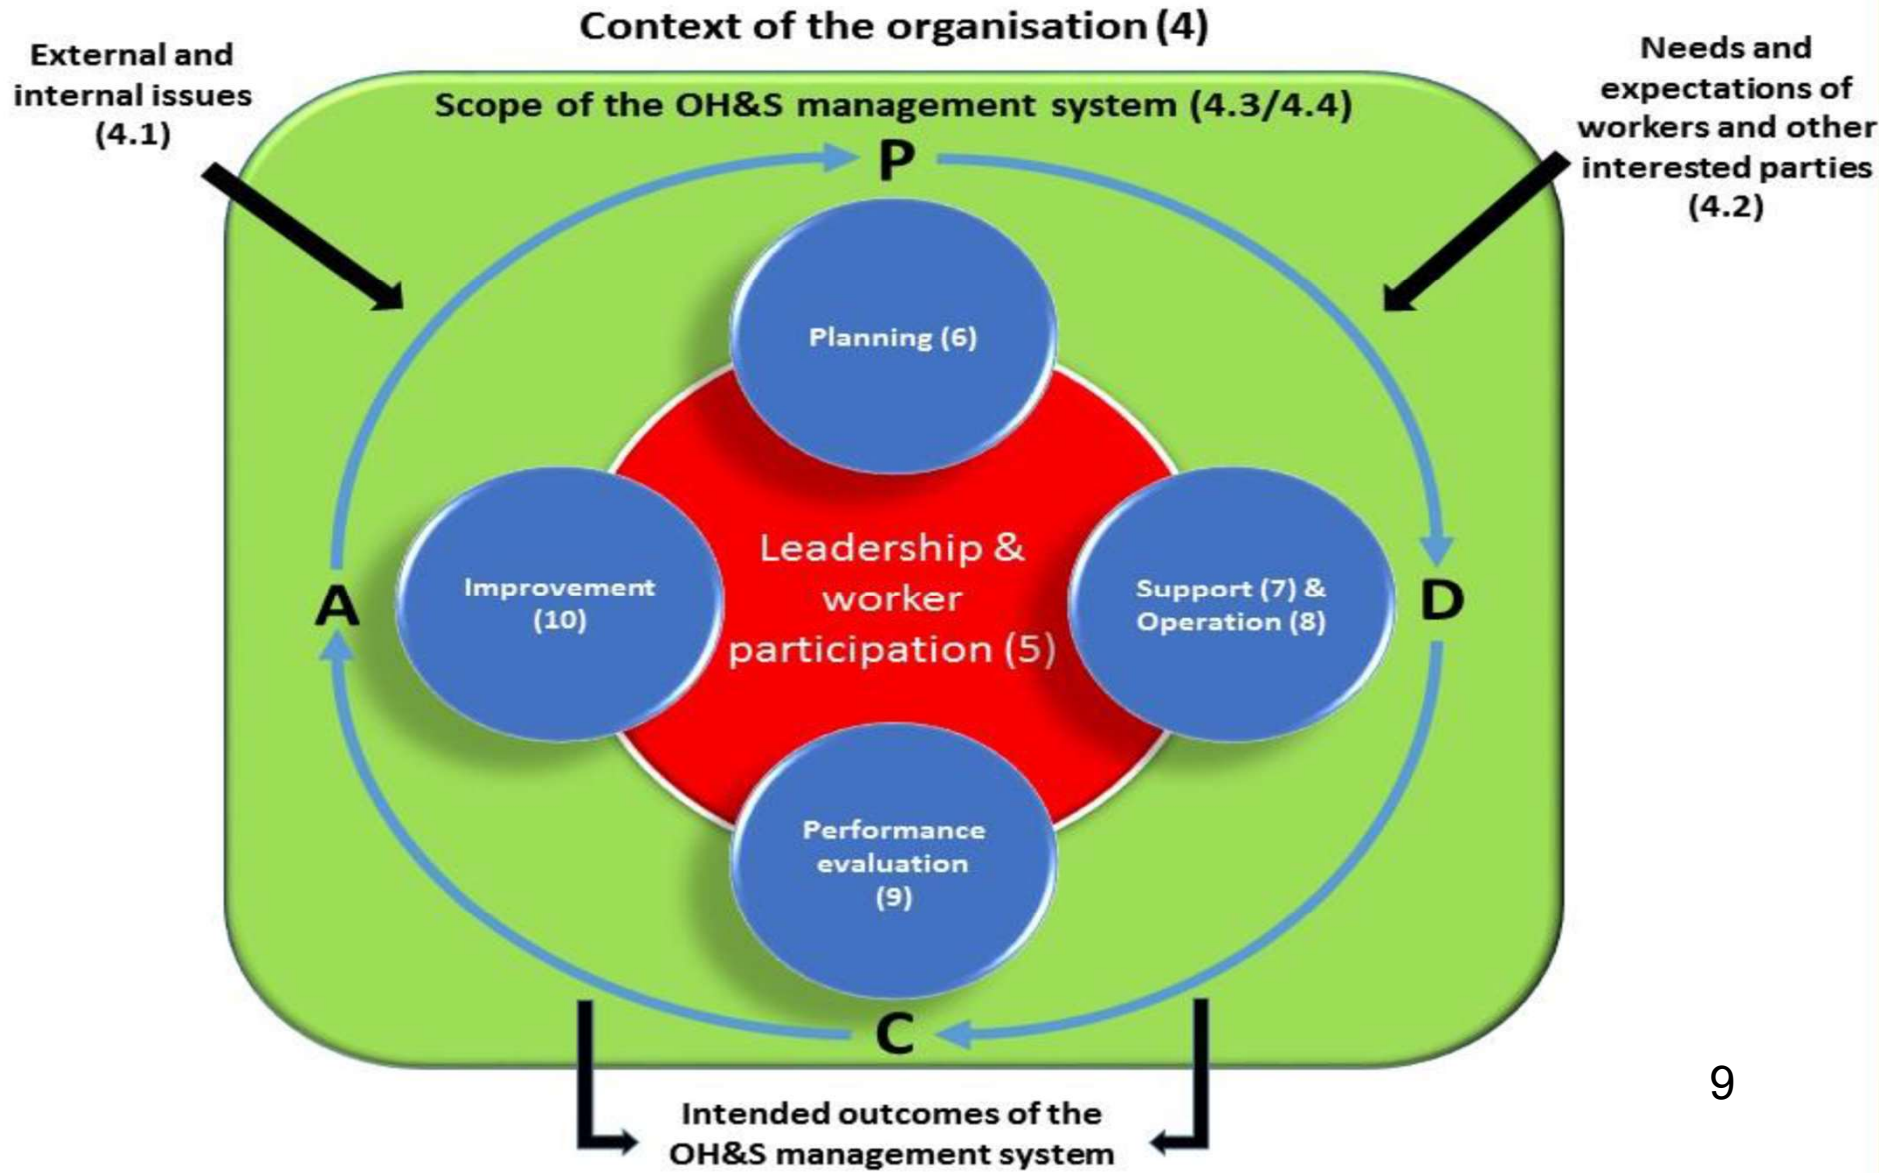 Context of the organisation (4)
External and
internal issues
(4.1)
Needs and
expectations of
workers and other
interested parties
(4.2)
Scope of the OH&S management system (4.3/4.4)
P
Planning (6)
Improvement
(10)
Leadership &
worker
participation (5)
Support (7) &
Operation (8)
A
D
Performance
evaluation
(9)
C
Intended outcomes of the
OH&S management system
9